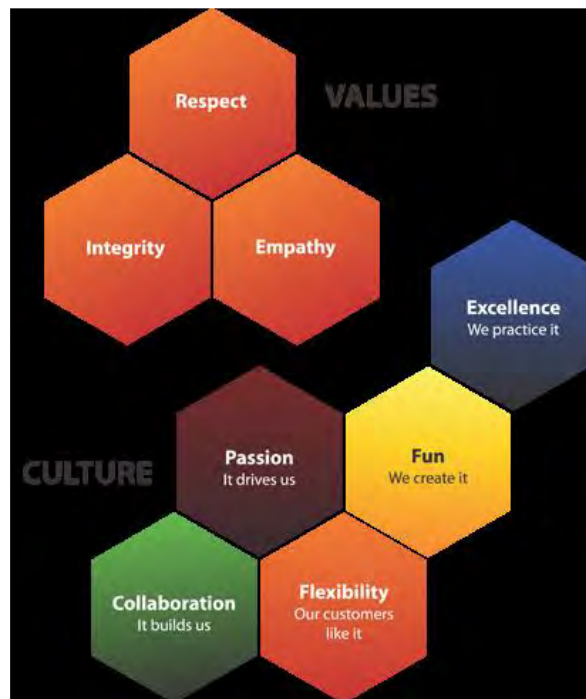 Respect
VALUES
Integrity
Empathy
Excellence
We practice it
Passion
It drives us
Fun
We create it
CULTURE
Collaboration
It builds us
Flexibility
Our customers
like it